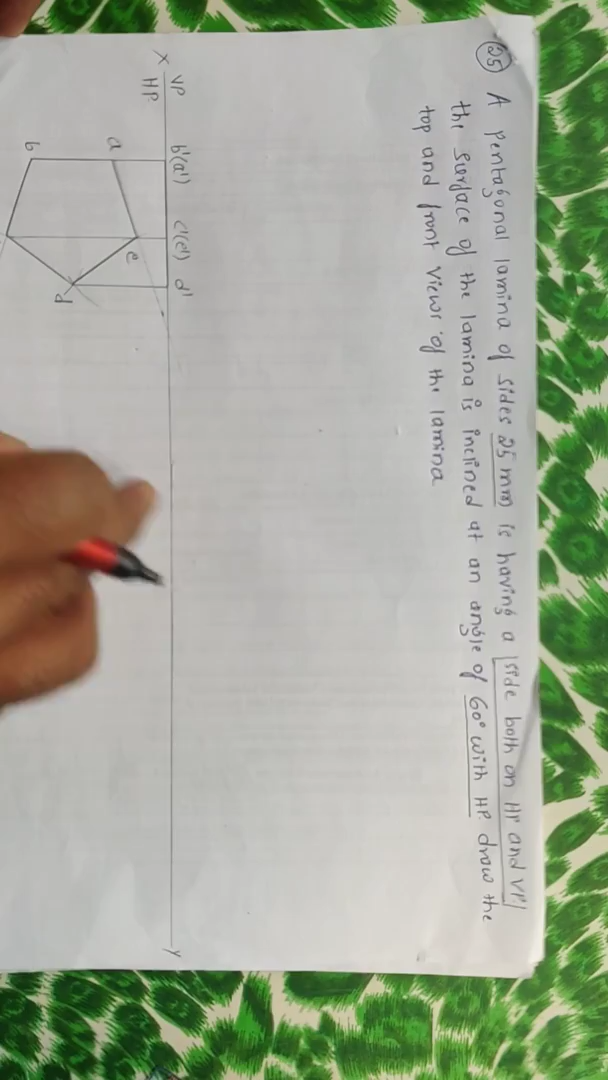 25 A pentagonal lamina of sides 25 mm is having a side both on HP and VP.
the surface of the lamina is inclined at an angle of 60° with HP. draw the
top and front views of the lamina
b'(a') c'(e') d'
X VP Y
HP
a e
b d